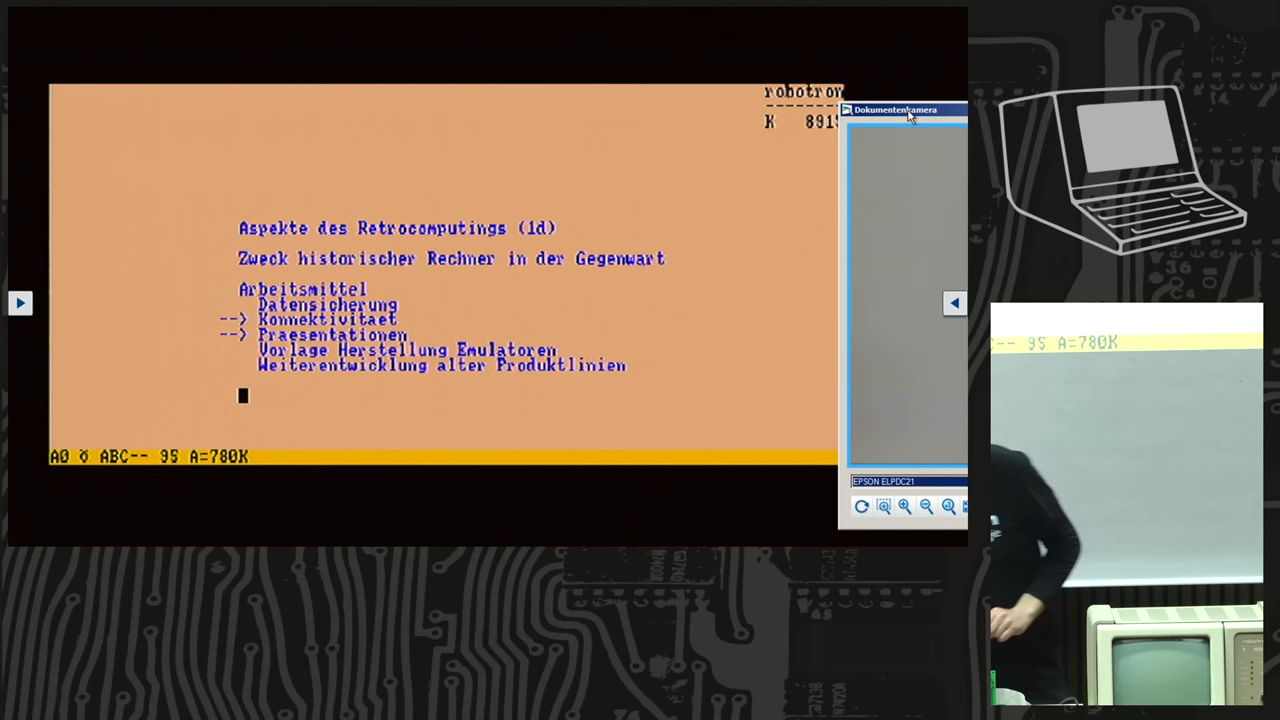 robotron
K 891
Dokumentenkamera
Aspekte des Retrocomputings (1d)
Zweck historischer Rechner in der Gegenwart
Arbeitsmittel
Datensicherung
--> Konnektivitaet
--> Praesentationen
Vorlage Herstellung Emulatoren
Weiterentwicklung alter Produktlinien
A0 ABC-- 95 A=780K
EPSON ELPDC21
-- 95 A=780K